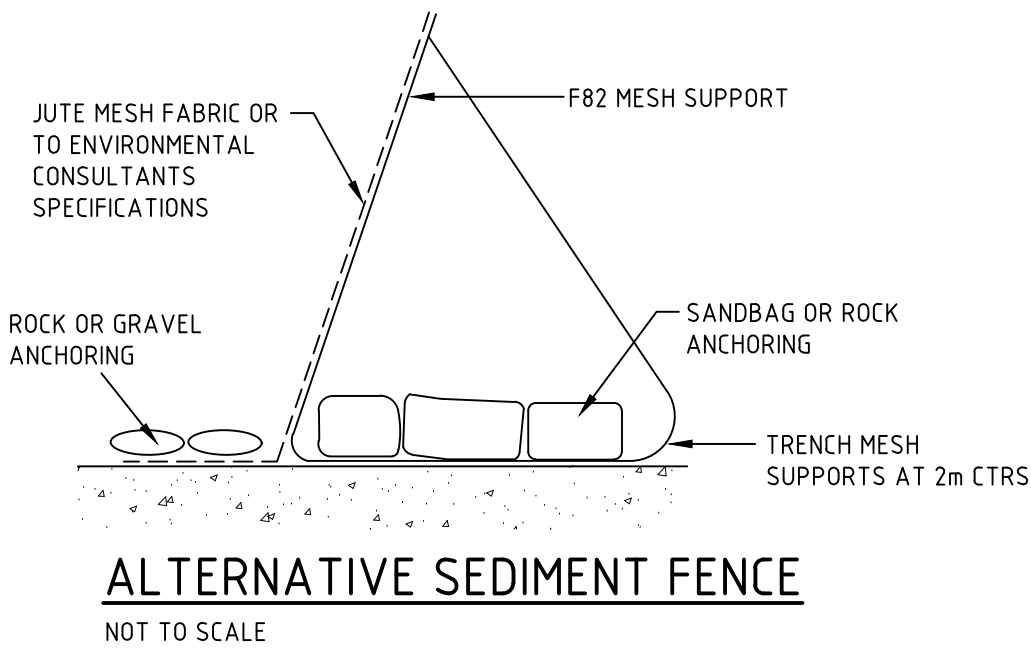 JUTE MESH FABRIC OR
TO ENVIRONMENTAL
CONSULTANTS
SPECIFICATIONS
F82 MESH SUPPORT
ROCK OR GRAVEL
ANCHORING
SANDBAG OR ROCK
ANCHORING
TRENCH MESH
SUPPORTS AT 2m CTRS
ALTERNATIVE SEDIMENT FENCE
NOT TO SCALE